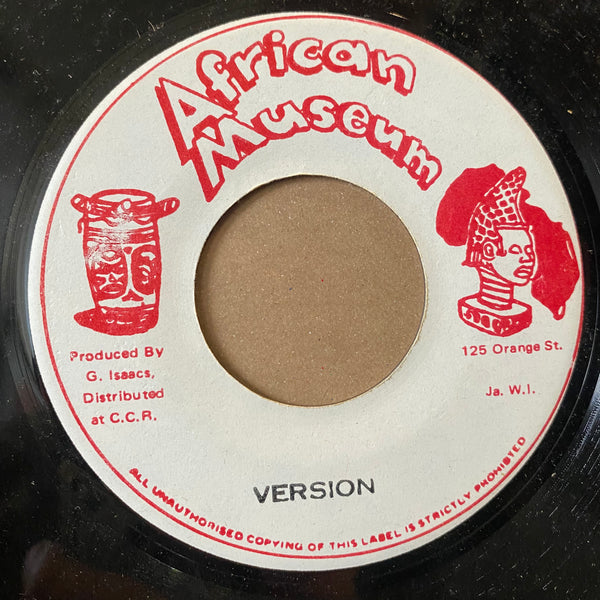 African
Museum
Produced By
G. Isaacs,
Distributed
at C.C.R.
125 Orange St.
Ja. W.I.
VERSION
ALL UNAUTHORISED COPYING OF THIS LABEL IS STRICTLY PROHIBITED